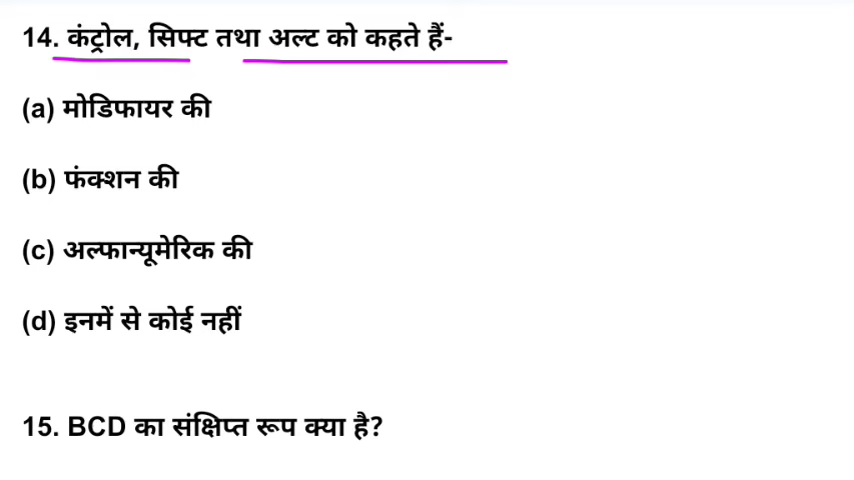 14. कंट्रोल, सिफ्ट तथा अल्ट को कहते हैं-
(a) मोडिफायर की
(b) फंक्शन की
(c) अल्फान्यूमेरिक की
(d) इनमें से कोई नहीं
15. BCD का संक्षिप्त रूप क्या है?